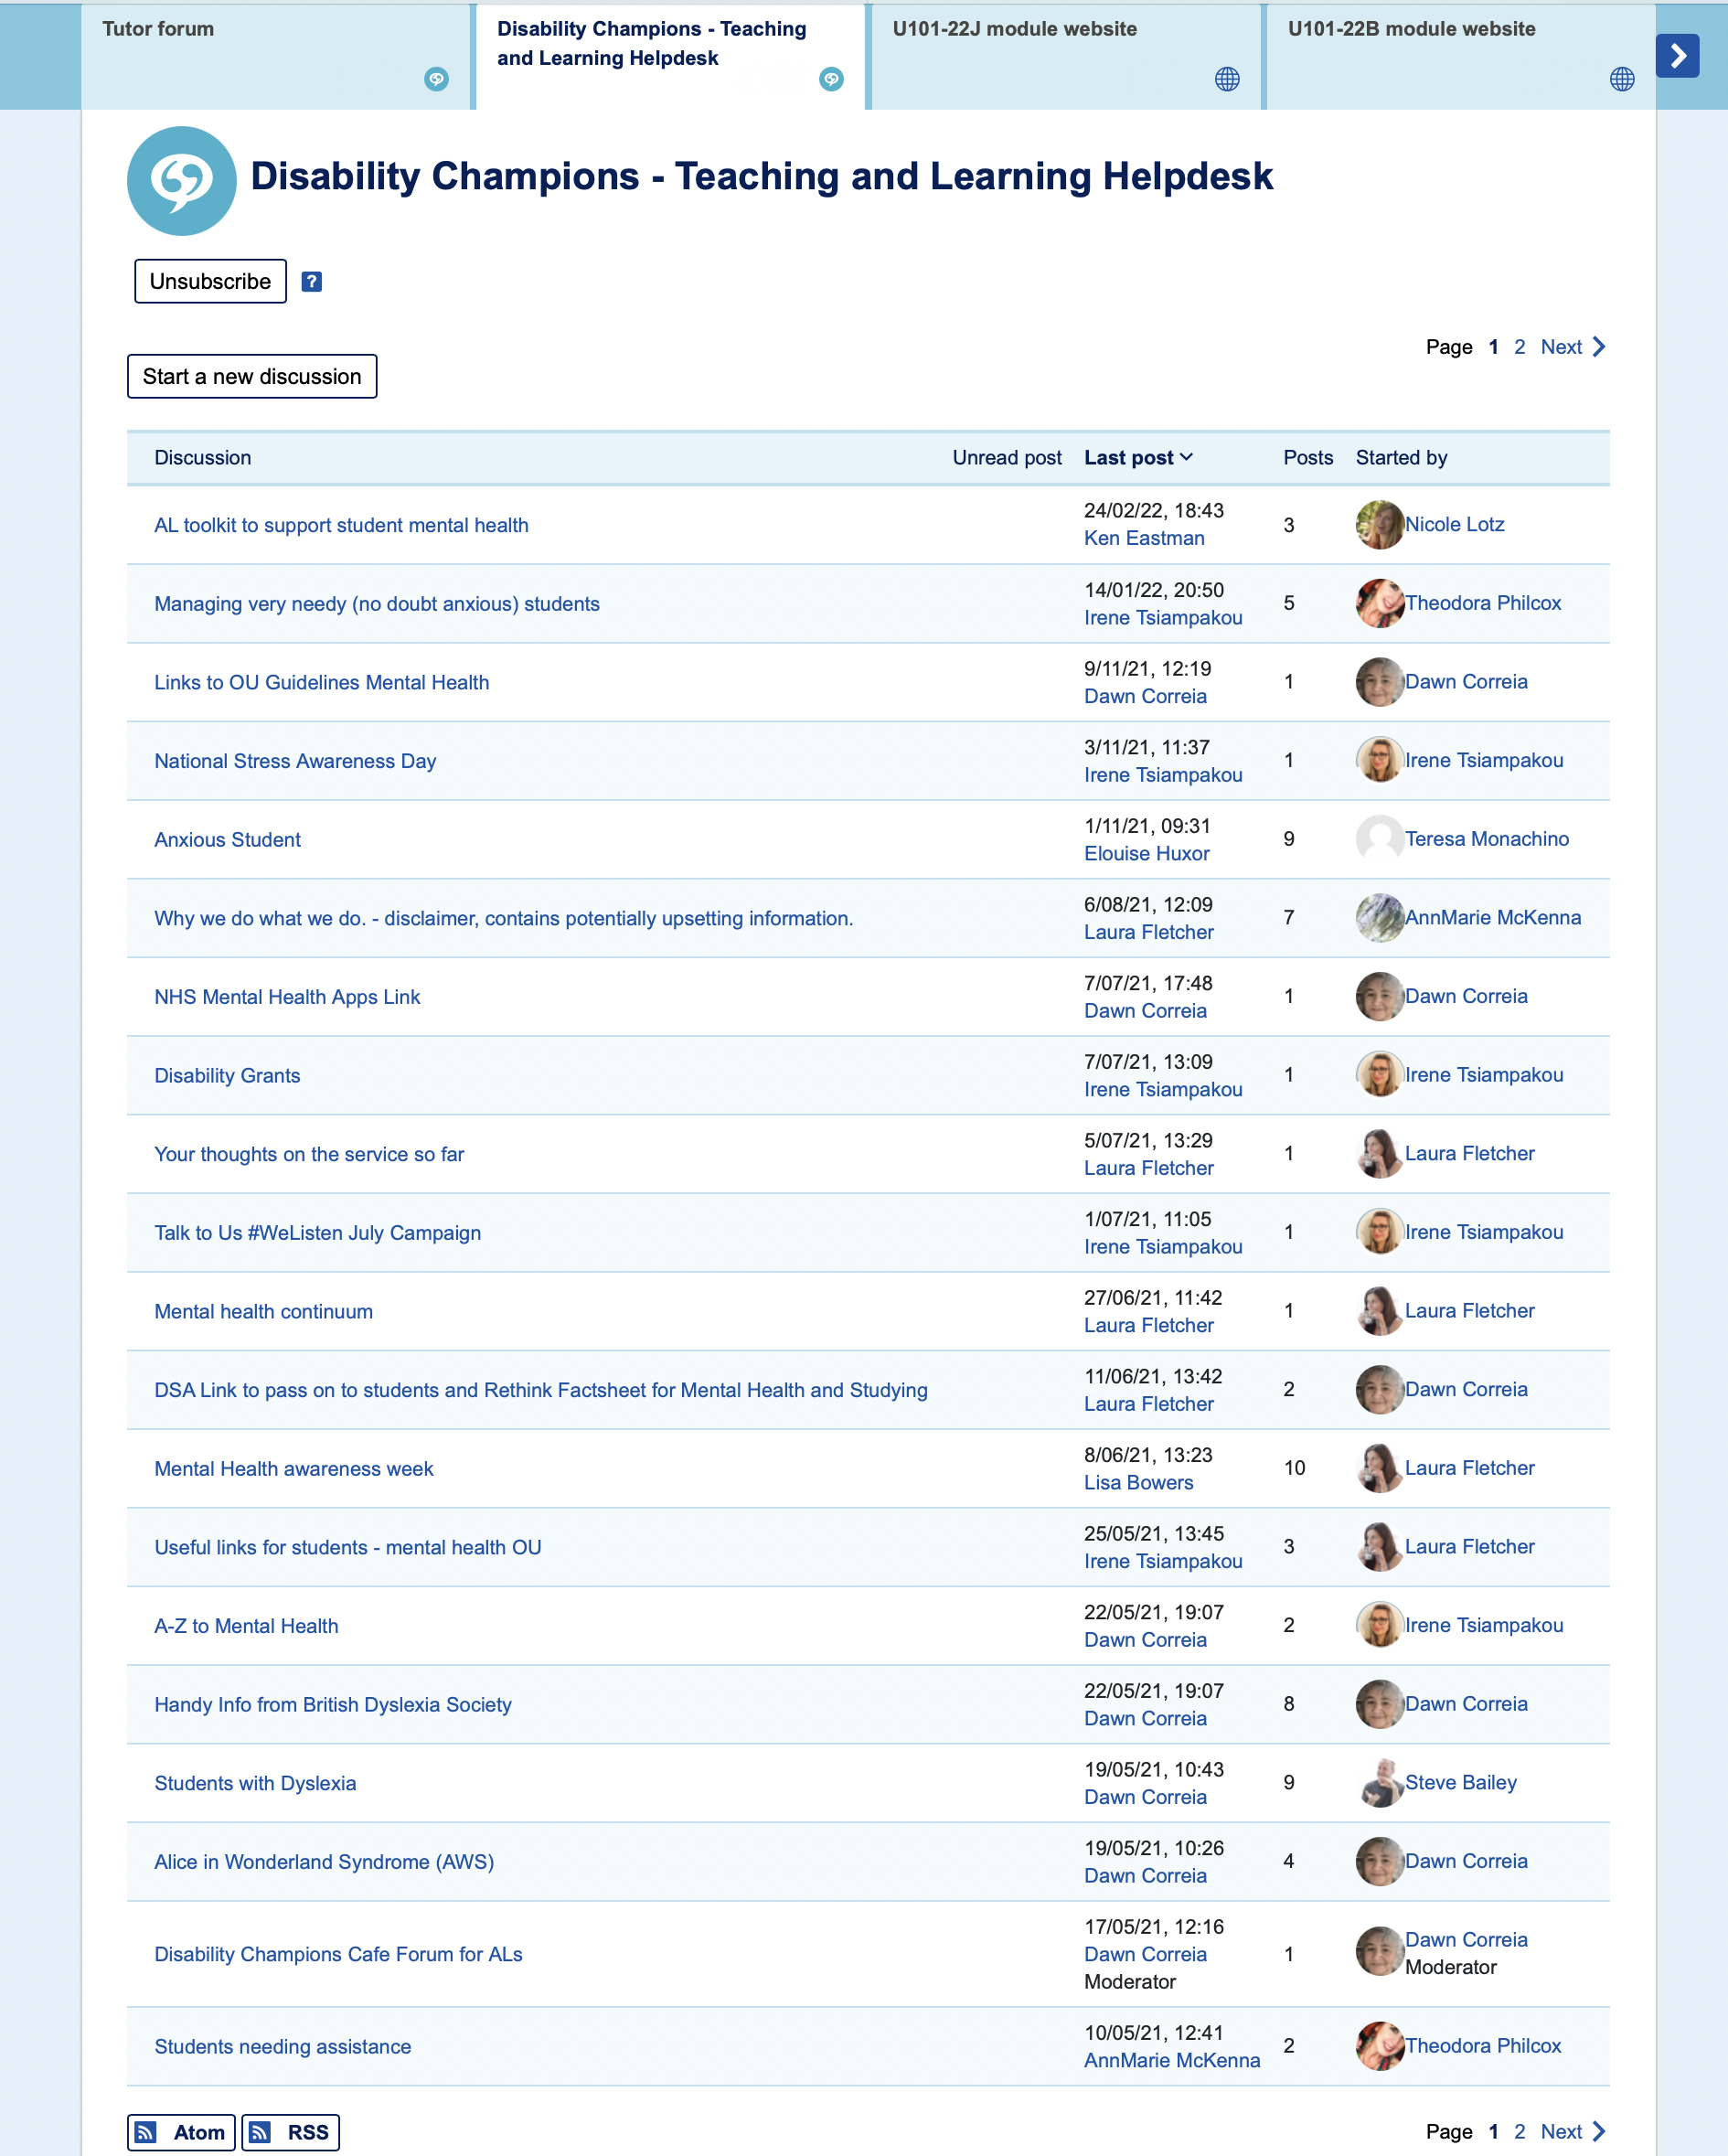 Tutor forum
Disability Champions - Teaching
and Learning Helpdesk
U101-22J module website
U101-22B module website
Disability Champions - Teaching and Learning Helpdesk
Unsubscribe ?
Page 1 2 Next
Start a new discussion
Discussion Unread post Last post Posts Started by
24/02/22, 18:43
AL toolkit to support student mental health 3 Nicole Lotz
Ken Eastman
14/01/22, 20:50
Managing very needy (no doubt anxious) students 5 Theodora Philcox
Irene Tsiampakou
9/11/21, 12:19
Links to OU Guidelines Mental Health 1 Dawn Correia
Dawn Correia
3/11/21, 11:37
National Stress Awareness Day 1 Irene Tsiampakou
Irene Tsiampakou
1/11/21, 09:31
Anxious Student 9 Teresa Monachino
Elouise Huxor
6/08/21, 12:09
Why we do what we do. - disclaimer, contains potentially upsetting information. 7 AnnMarie McKenna
Laura Fletcher
7/07/21, 17:48
NHS Mental Health Apps Link 1 Dawn Correia
Dawn Correia
7/07/21, 13:09
Disability Grants 1 Irene Tsiampakou
Irene Tsiampakou
5/07/21, 13:29
Your thoughts on the service so far 1 Laura Fletcher
Laura Fletcher
1/07/21, 11:05
Talk to Us #WeListen July Campaign 1 Irene Tsiampakou
Irene Tsiampakou
27/06/21, 11:42
Mental health continuum 1 Laura Fletcher
Laura Fletcher
11/06/21, 13:42
DSA Link to pass on to students and Rethink Factsheet for Mental Health and Studying 2 Dawn Correia
Laura Fletcher
8/06/21, 13:23
Mental Health awareness week 10 Laura Fletcher
Lisa Bowers
25/05/21, 13:45
Useful links for students - mental health OU 3 Laura Fletcher
Irene Tsiampakou
22/05/21, 19:07
A-Z to Mental Health 2 Irene Tsiampakou
Dawn Correia
22/05/21, 19:07
Handy Info from British Dyslexia Society 8 Dawn Correia
Dawn Correia
19/05/21, 10:43
Students with Dyslexia 9 Steve Bailey
Dawn Correia
19/05/21, 10:26
Alice in Wonderland Syndrome (AWS) 4 Dawn Correia
Dawn Correia
17/05/21, 12:16
Disability Champions Cafe Forum for ALs Dawn Correia 1 Dawn Correia
Moderator Moderator
10/05/21, 12:41
Students needing assistance 2 Theodora Philcox
AnnMarie McKenna
Atom RSS Page 1 2 Next